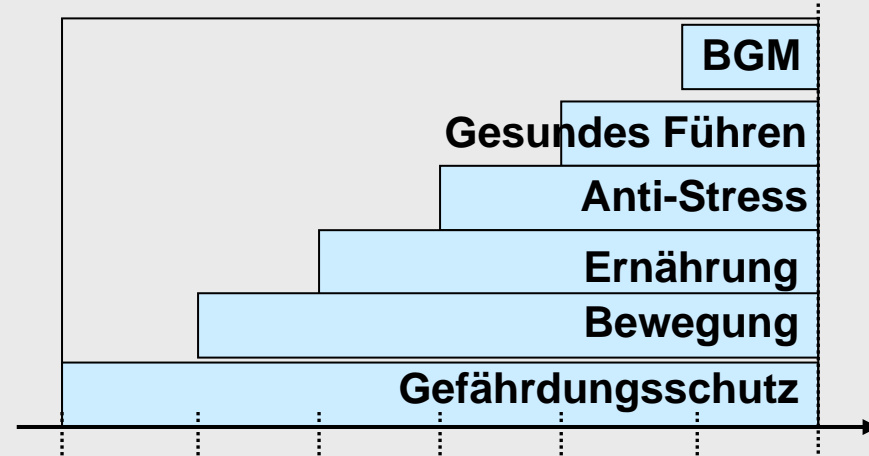 BGM
Gesundes Führen
Anti-Stress
Ernährung
Bewegung
Gefährdungsschutz